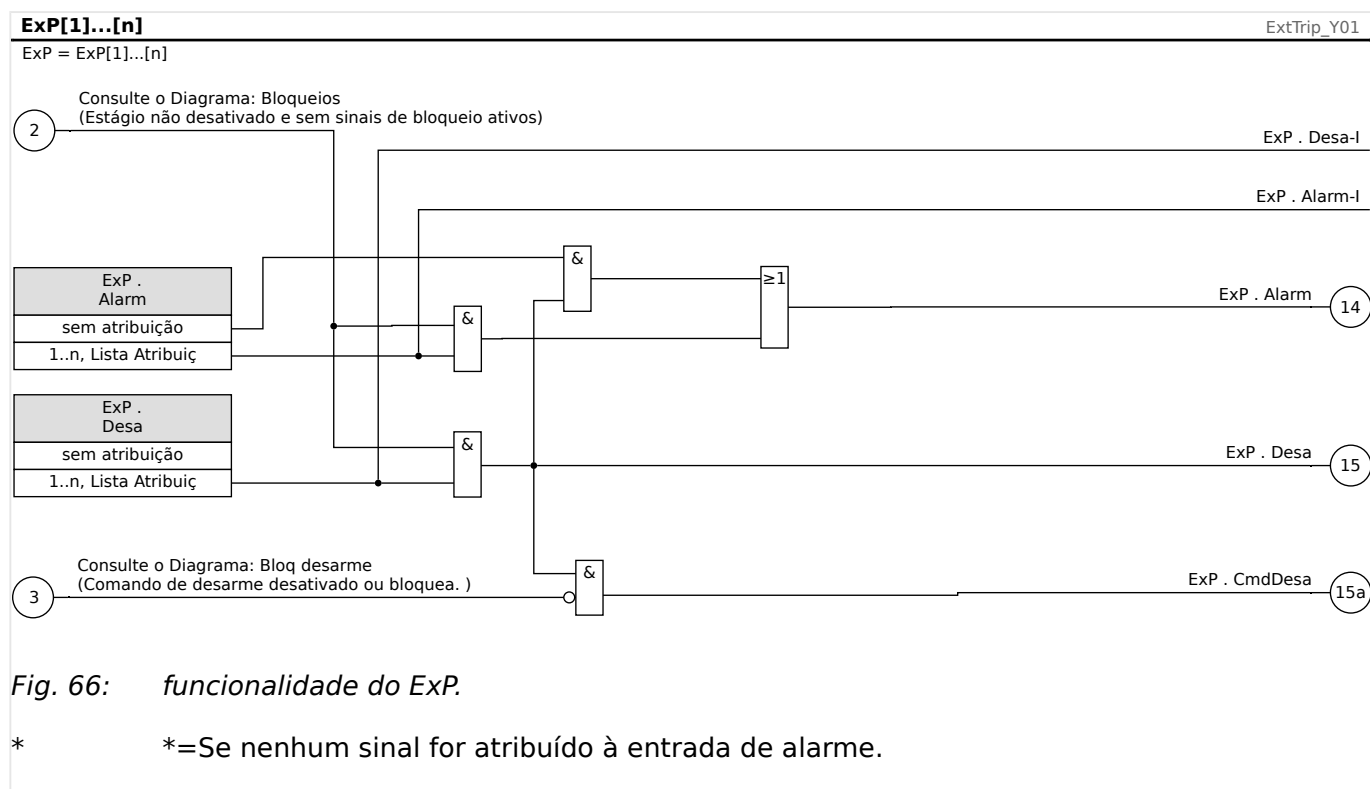 ExP[1]...[n]
ExtTrip_Y01
ExP = ExP[1]...[n]
Consulte o Diagrama: Bloqueios
(Estágio não desativado e sem sinais de bloqueio ativos)
2
ExP . Desa-I
ExP . Alarm-I
&
ExP .
Alarm
≥1
ExP . Alarm
14
sem atribuição
&
1..n, Lista Atribuiç
ExP .
Desa
&
sem atribuição
ExP . Desa
15
1..n, Lista Atribuiç
Consulte o Diagrama: Bloq desarme
(Comando de desarme desativado ou bloquea. )
3
&
ExP . CmdDesa
15a
Fig. 66: funcionalidade do ExP.
* *=Se nenhum sinal for atribuído à entrada de alarme.